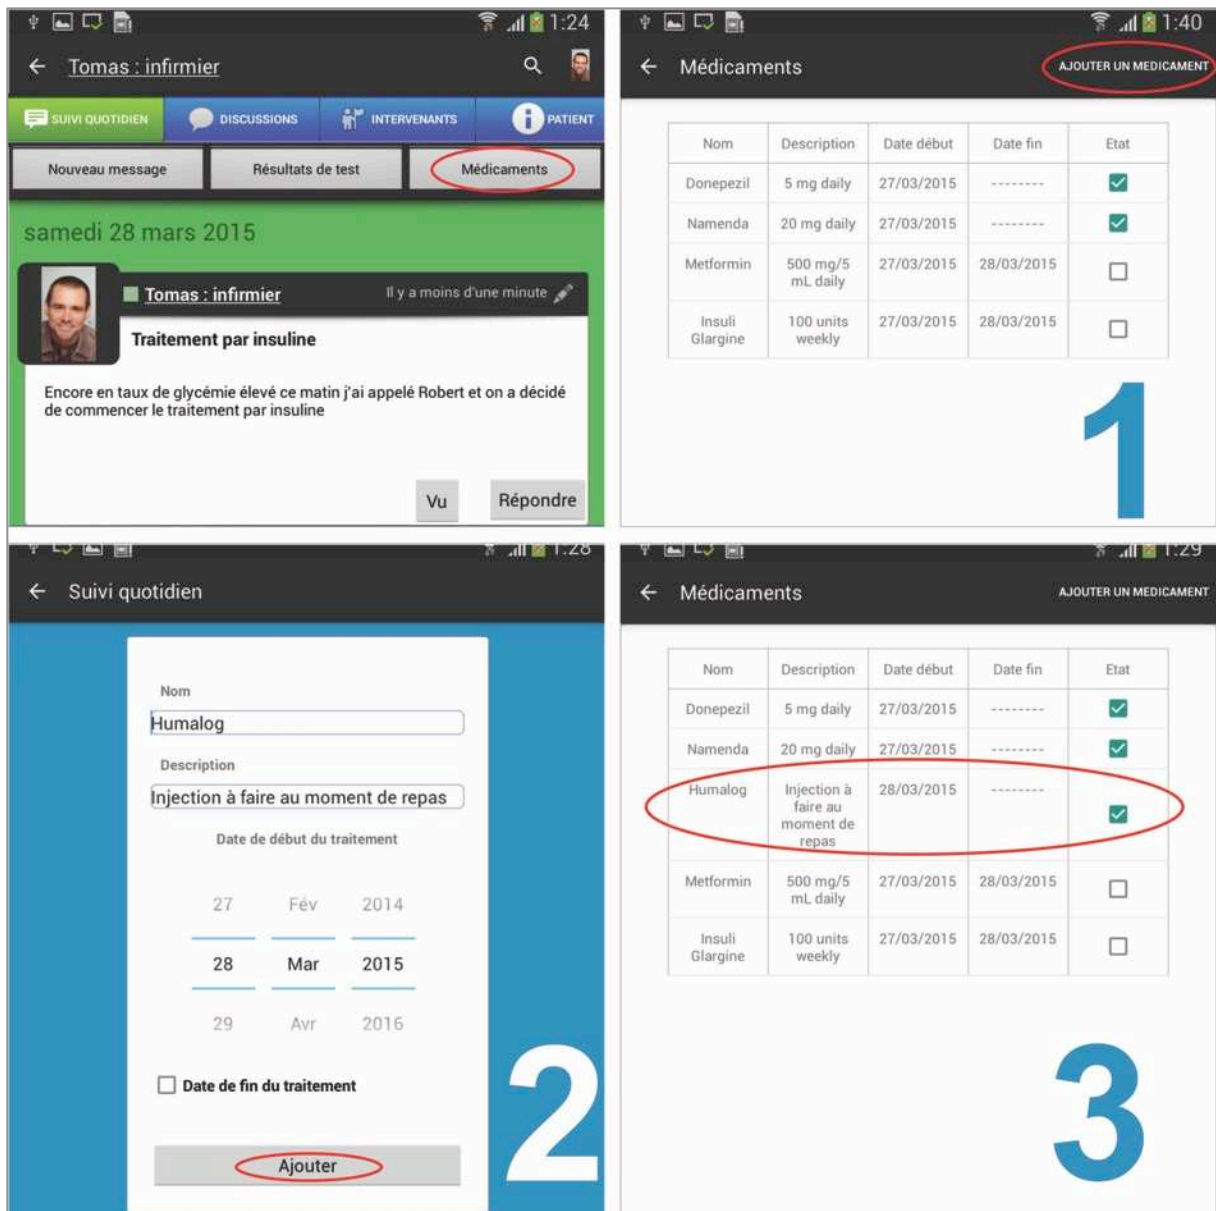 1:24
Tomas : infirmier
SUIVI QUOTIDIEN DISCUSSIONS INTERVENANTS i PATIENT
Nouveau message Résultats de test Médicaments
samedi 28 mars 2015
Tomas : infirmier Il y a moins d'une minute
Traitement par insuline
Encore en taux de glycémie élevé ce matin j'ai appelé Robert et on a décidé
de commencer le traitement par insuline
Vu Répondre
1:40
Médicaments AJOUTER UN MEDICAMENT
Nom Description Date début Date fin Etat
Donepezil 5 mg daily 27/03/2015 --------
Namenda 20 mg daily 27/03/2015 --------
Metformin 500 mg/5 27/03/2015 28/03/2015
mL daily
Insuli 100 units 27/03/2015 28/03/2015
Glargine weekly
1
1:28
Suivi quotidien
Nom
Humalog
Description
Injection à faire au moment de repas
Date de début du traitement
27 Fév 2014
28 Mar 2015
29 Avr 2016
Date de fin du traitement
Ajouter
2
1:29
Médicaments AJOUTER UN MEDICAMENT
Nom Description Date début Date fin Etat
Donepezil 5 mg daily 27/03/2015 --------
Namenda 20 mg daily 27/03/2015 --------
Humalog Injection à 28/03/2015 --------
faire au
moment de
repas
Metformin 500 mg/5 27/03/2015 28/03/2015
mL daily
Insuli 100 units 27/03/2015 28/03/2015
Glargine weekly
3